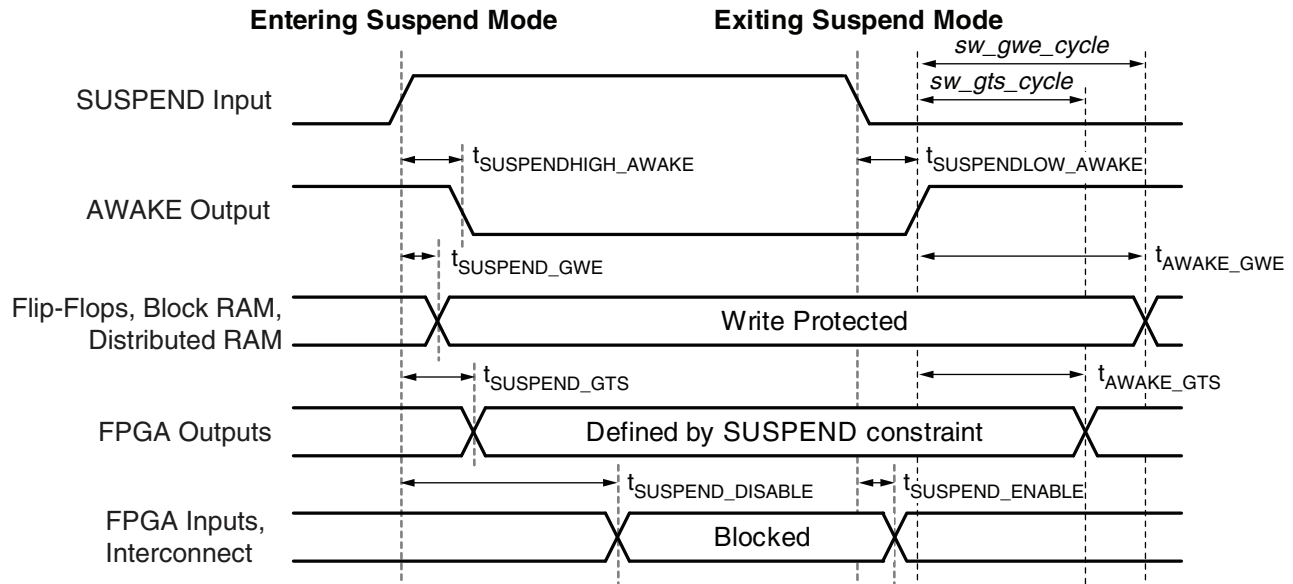 Entering Suspend Mode
Exiting Suspend Mode
sw_gwe_cycle
sw_gts_cycle
SUSPEND Input
tSUSPENDHIGH_AWAKE
tSUSPENDLOW_AWAKE
AWAKE Output
tSUSPEND_GWE
tAWAKE_GWE
Flip-Flops, Block RAM,
Distributed RAM
Write Protected
tSUSPEND_GTS
tAWAKE_GTS
FPGA Outputs
Defined by SUSPEND constraint
tSUSPEND_DISABLE
tSUSPEND_ENABLE
FPGA Inputs,
Interconnect
Blocked